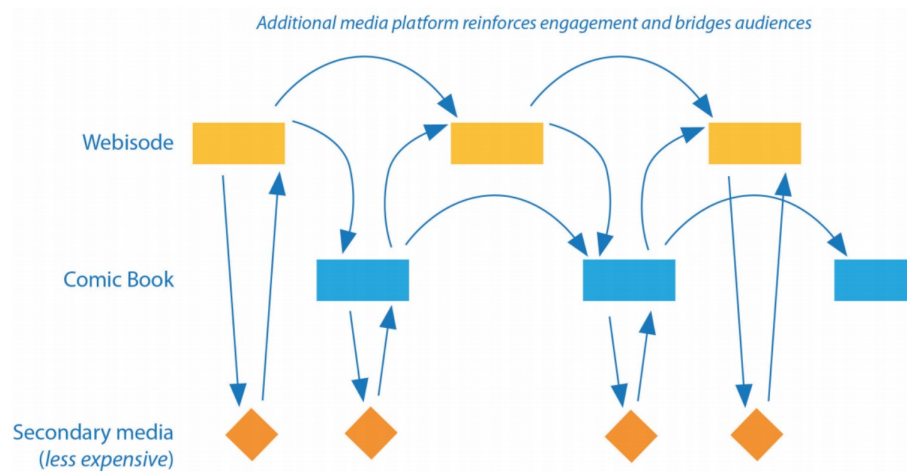 Additional media platform reinforces engagement and bridges audiences
Webisode
Comic Book
Secondary media
(less expensive)